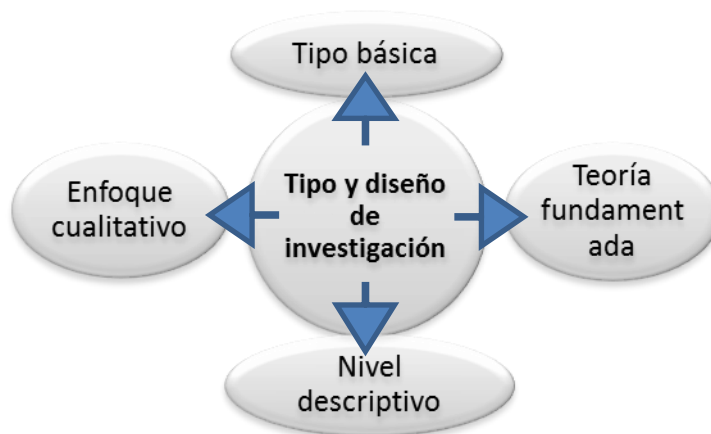 Tipo básica
Enfoque
cualitativo
Tipo y diseño
de
investigación
Teoría
fundament
ada
Nivel
descriptivo